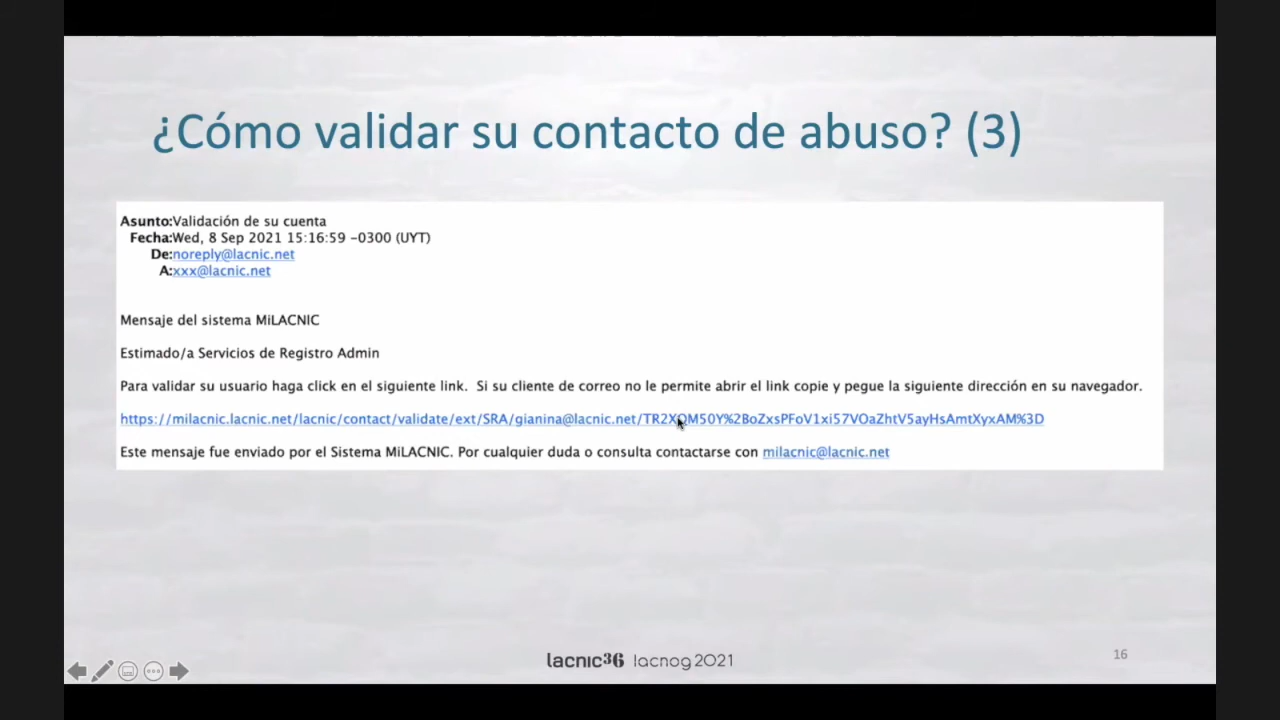 ¿Cómo validar su contacto de abuso? (3)
Asunto:Validación de su cuenta
Fecha:Wed, 8 Sep 2021 15:16:59 -0300 (UYT)
De:noreply@lacnic.net
A:xxx@lacnic.net
Mensaje del sistema MiLACNIC
Estimado/a Servicios de Registro Admin
Para validar su usuario haga click en el siguiente link. Si su cliente de correo no le permite abrir el link copie y pegue la siguiente dirección en su navegador.
https://milacnic.lacnic.net/lacnic/contact/validate/ext/SRA/gianina@lacnic.net/TR2XQM50Y%2BoZxsPFoV1xi57VOaZhtV5ayHsAmtXyxAM%3D
Este mensaje fue enviado por el Sistema MiLACNIC. Por cualquier duda o consulta contactarse con milacnic@lacnic.net
lacnic36 lacnog2021
16